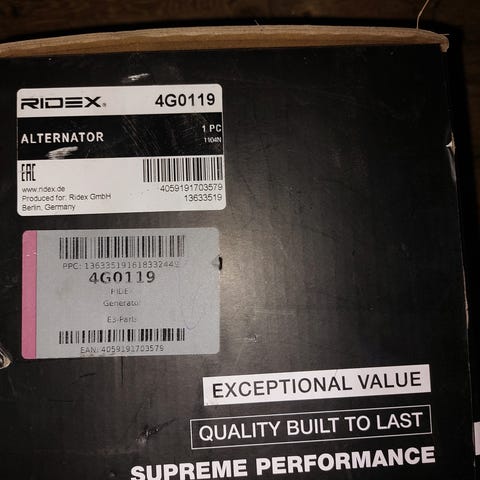 RIDEX® 4G0119
ALTERNATOR 1 PC
1104N
EAC
www.ridex.de 4059191703579
Produced for: Ridex GmbH 13633519
Berlin, Germany
4G0119
Generator
EAN: 4059191703579
EXCEPTIONAL VALUE
QUALITY BUILT TO LAST
SUPREME PERFORMANCE